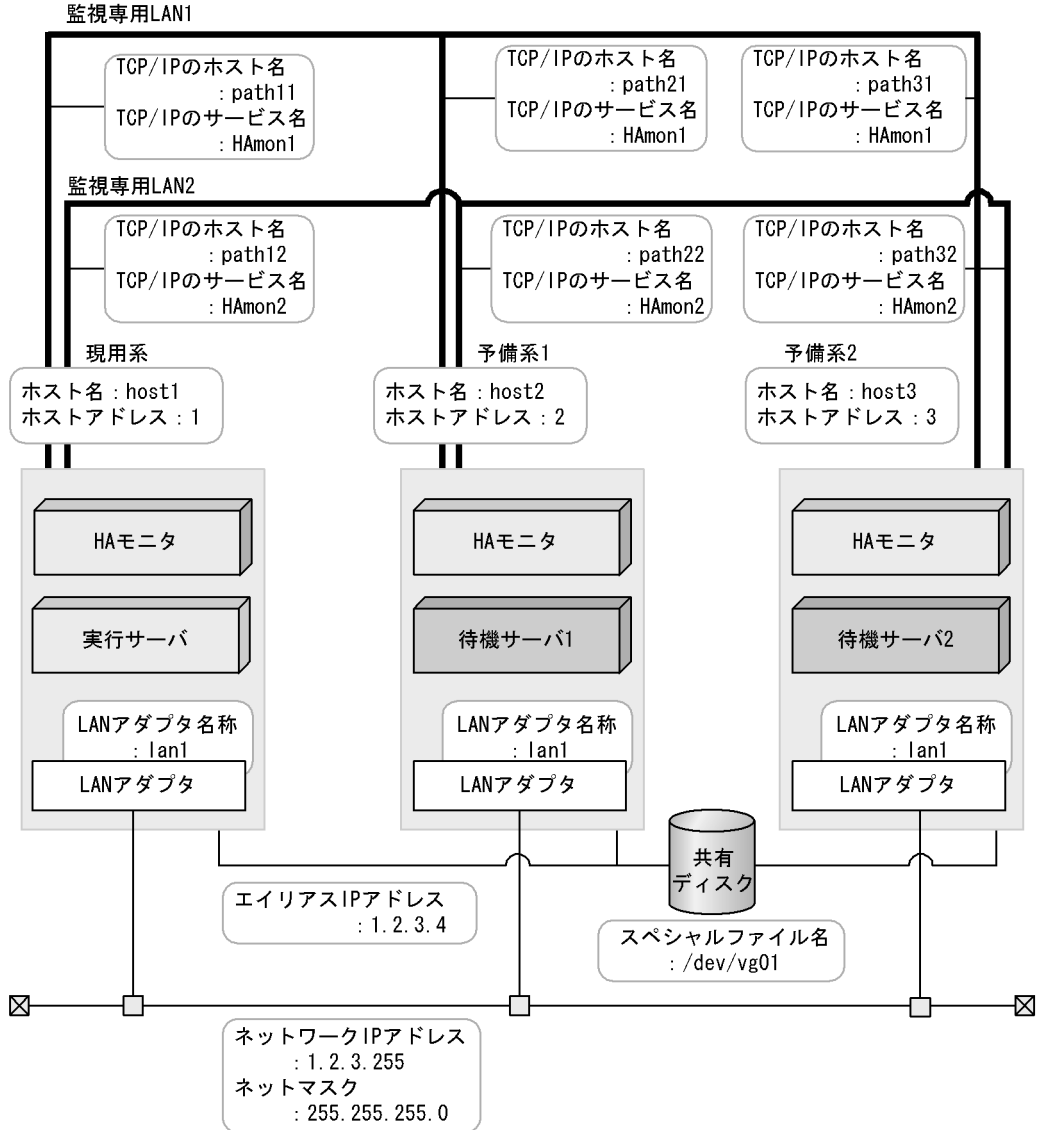 監視専用LAN1
TCP/IPのホスト名
：path11
TCP/IPのサービス名
：HAmon1
TCP/IPのホスト名
：path21
TCP/IPのサービス名
：HAmon1
TCP/IPのホスト名
：path31
TCP/IPのサービス名
：HAmon1
監視専用LAN2
TCP/IPのホスト名
：path12
TCP/IPのサービス名
：HAmon2
TCP/IPのホスト名
：path22
TCP/IPのサービス名
：HAmon2
TCP/IPのホスト名
：path32
TCP/IPのサービス名
：HAmon2
現用系
ホスト名：host1
ホストアドレス：1
予備系1
ホスト名：host2
ホストアドレス：2
予備系2
ホスト名：host3
ホストアドレス：3
HAモニタ
HAモニタ
HAモニタ
実行サーバ
待機サーバ1
待機サーバ2
LANアダプタ名称
：lan1
LANアダプタ
LANアダプタ名称
：lan1
LANアダプタ
LANアダプタ名称
：lan1
LANアダプタ
共有
ディスク
エイリアスIPアドレス
：1.2.3.4
スペシャルファイル名
：/dev/vg01
ネットワークIPアドレス
：1.2.3.255
ネットマスク
：255.255.255.0